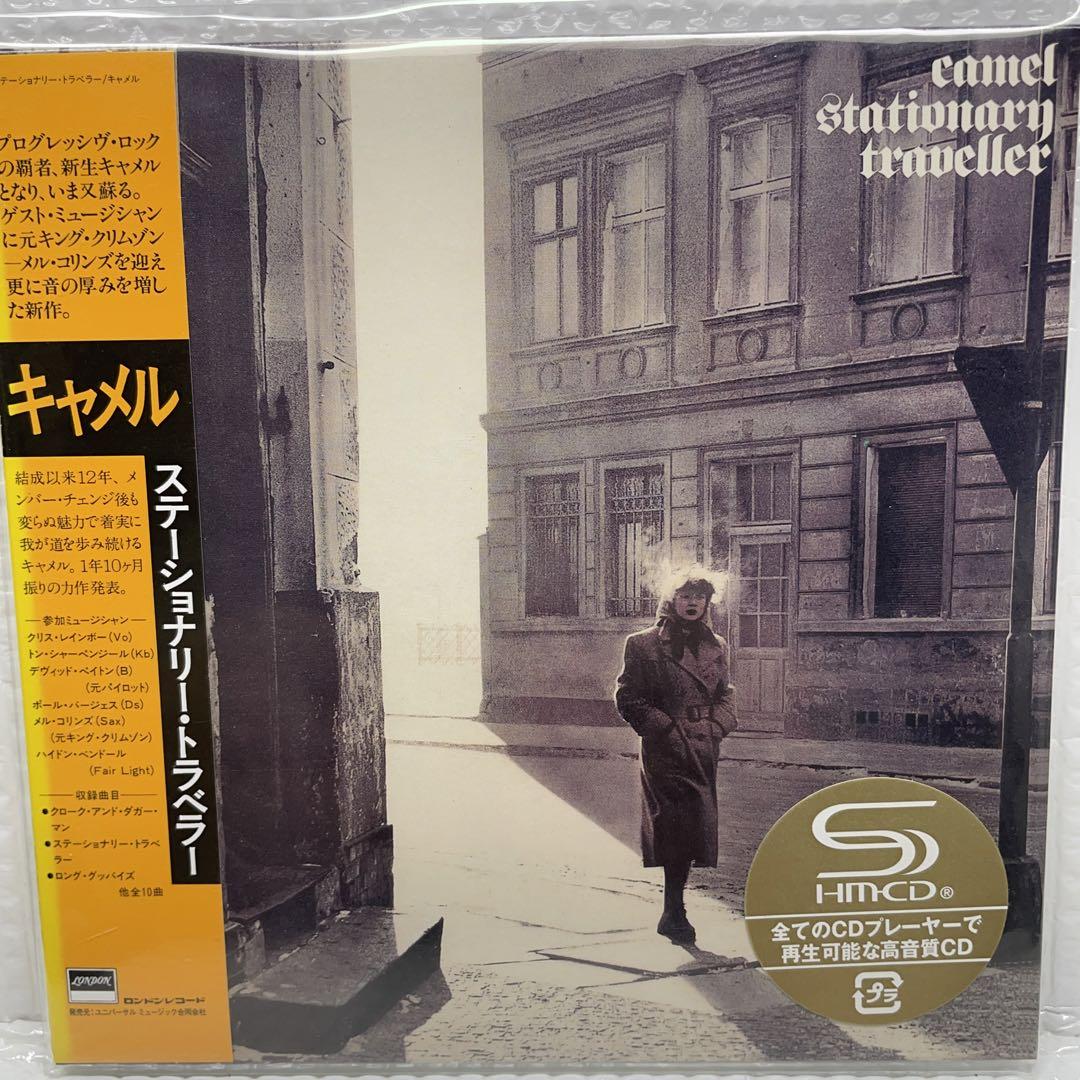 テーショナリー・トラベラー/キャメル
プログレッシヴ・ロック
の覇者、新生キャメル
となり、いま又蘇る。
ゲスト・ミュージシャン
に元キング・クリムゾン
―メル・コリンズを迎え
更に音の厚みを増し
た新作。
キャメル
ステーショナリー・トラベラー
結成以来12年、メ
ンバー・チェンジ後も
変らぬ魅力で着実に
我が道を歩み続ける
キャメル。1年10ヶ月
振りの力作発表。
―参加ミュージシャン―
クリス・レインボー(Vo)
トン・シャーペンジール(Kb)
デヴィッド・ペイトン(B)
(元パイロット)
ポール・バージェス(Ds)
メル・コリンズ(Sax)
(元キング・クリムゾン)
ハイドン・ベンドール
(Fair Light)
―収録曲目―
●クローク・アンド・ダガー・
マン
●ステーショナリー・トラベ
ラー
●ロング・グッバイズ
他全10曲
LONDON
ロンドンレコード
発売元:ユニバーサル ミュージック合同会社
camel
stationary
traveller
SHM-CD®
全てのCDプレーヤーで
再生可能な高音質CD
プラ